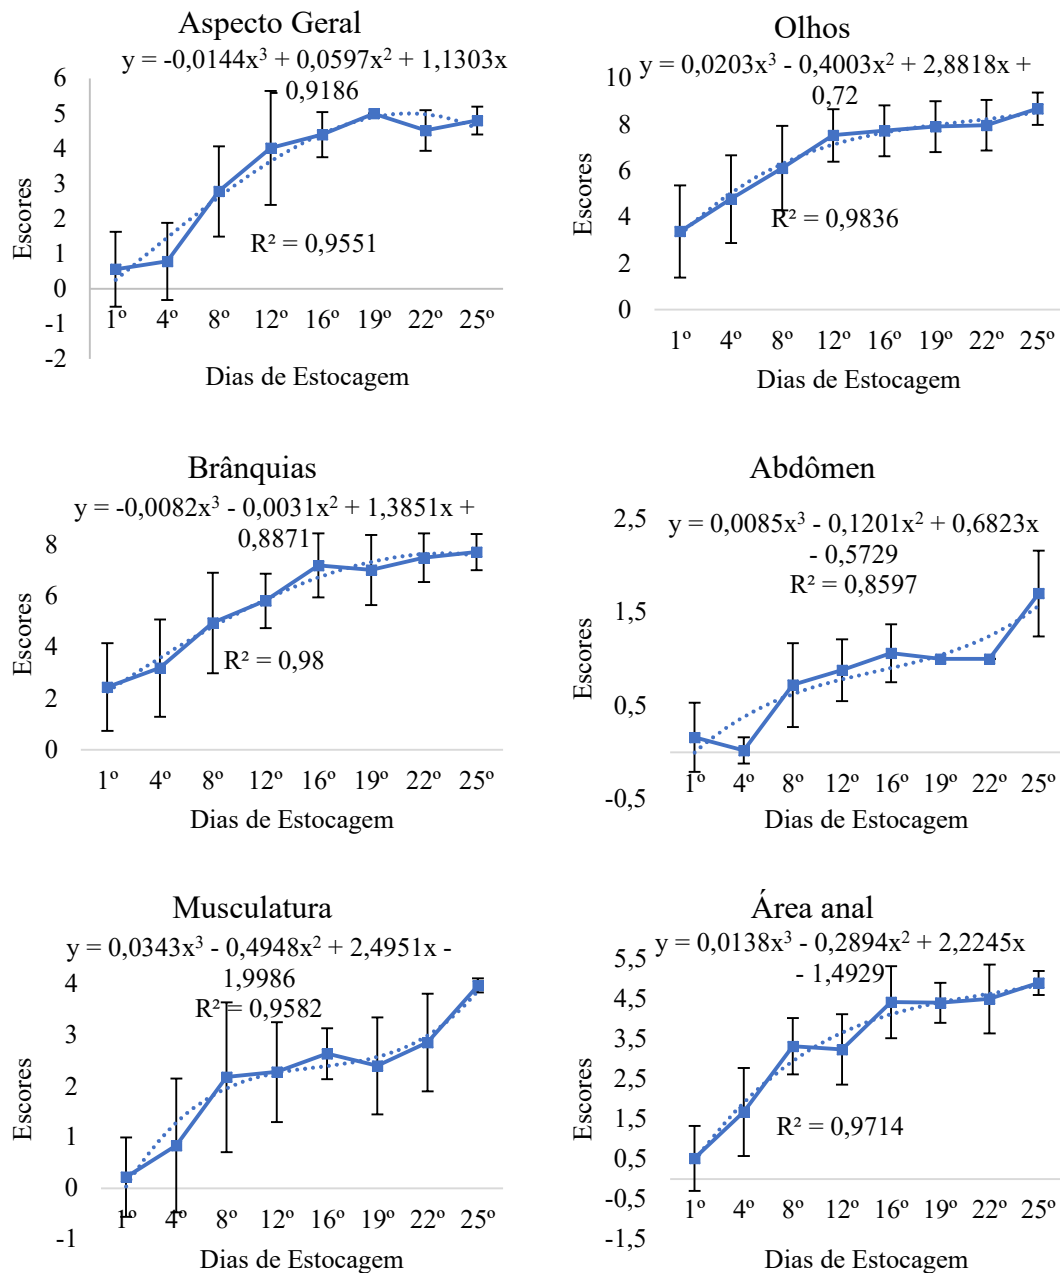 Aspecto Geral
y = -0,0144x³ + 0,0597x² + 1,1303x
- 0,9186
6
5
4
3
2
1
0
-1
-2
Escores
R² = 0,9551
1º 4º 8º 12º 16º 19º 22º 25º
Dias de Estocagem
Olhos
y = 0,0203x³ - 0,4003x² + 2,8818x +
0,72
10
8
6
4
2
0
Escores
R² = 0,9836
1º 4º 8º 12º 16º 19º 22º 25º
Dias de Estocagem
Brânquias
y = -0,0082x³ - 0,0031x² + 1,3851x +
0,8871
8
6
4
2
0
Escores
R² = 0,98
1º 4º 8º 12º 16º 19º 22º 25º
Dias de Estocagem
Abdômen
y = 0,0085x³ - 0,1201x² + 0,6823x
- 0,5729
R² = 0,8597
2,5
1,5
0,5
-0,5
Escores
1º 4º 8º 12º 16º 19º 22º 25º
Dias de Estocagem
Musculatura
y = 0,0343x³ - 0,4948x² + 2,4951x -
1,9986
R² = 0,9582
4
3
2
1
0
-1
Escores
1º 4º 8º 12º 16º 19º 22º 25º
Dias de Estocagem
Área anal
y = 0,0138x³ - 0,2894x² + 2,2245x
- 1,4929
5,5
4,5
3,5
2,5
1,5
0,5
-0,5
-1,5
Escores
R² = 0,9714
1º 4º 8º 12º 16º 19º 22º 25º
Dias de Estocagem